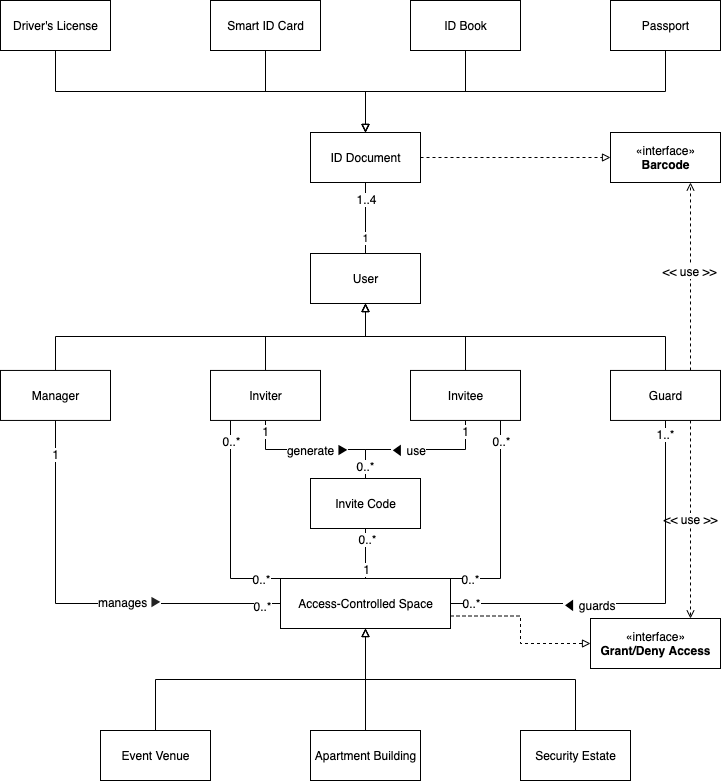 Driver's License
Smart ID Card
ID Book
Passport
ID Document
«interface»
Barcode
1..4
1
<< use >>
User
Manager
Inviter
Invitee
Guard
1
0..*
1
1
0..*
1..*
generate
use
0..*
Invite Code
<< use >>
0..*
1
0..*
0..*
manages
0..*
Access-Controlled Space
0..*
guards
«interface»
Grant/Deny Access
Event Venue
Apartment Building
Security Estate